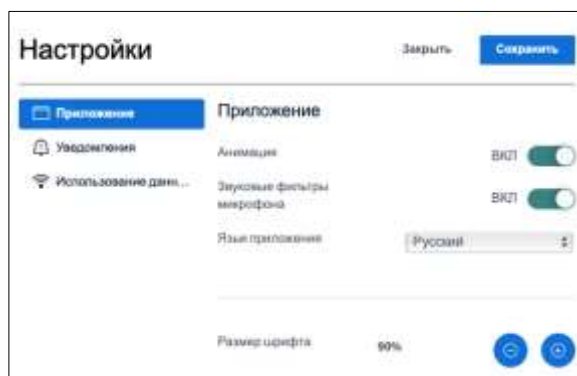 Настройки
Закрыть
Сохранить
Приложение
Уведомления
Использование данн...
Приложение
Анимация
ВКЛ
Звуковые фильтры
микрофона
ВКЛ
Язык приложения
Русский
Размер шрифта
90%